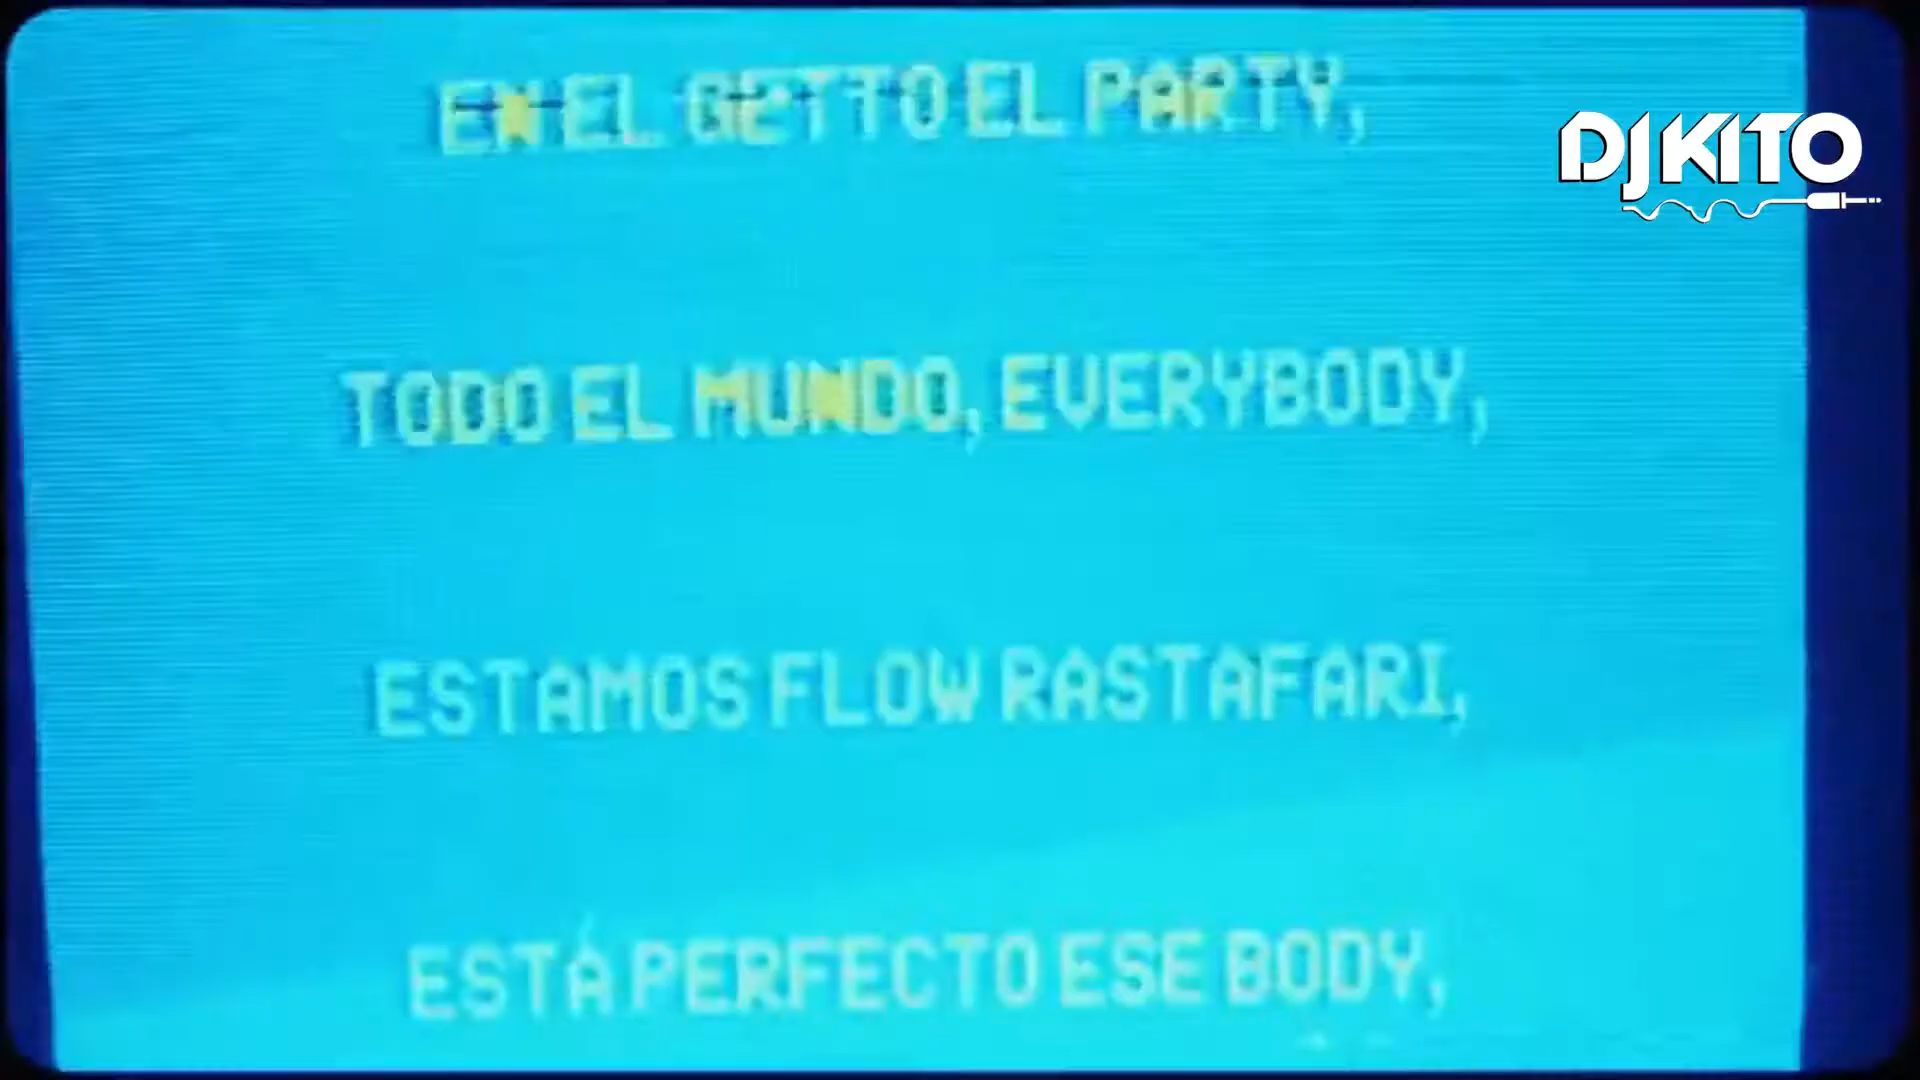 EN EL GETTO EL PARTY,
DJ KITO
TODO EL MUNDO, EVERYBODY,
ESTAMOS FLOW RASTAFARI,
ESTÁ PERFECTO ESE BODY,